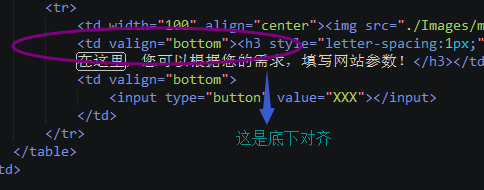 <tr>
<td width="100" align="center"><img src="./Images/m
<td valign="bottom"><h3 style="letter-spacing:1px;"
在这里，您可以根据您的需求，填写网站参数！</h3></td
<td valign="bottom">
<input type="button" value="XXX"></input>
</td>
</tr>
</table>
td>
这是底下对齐